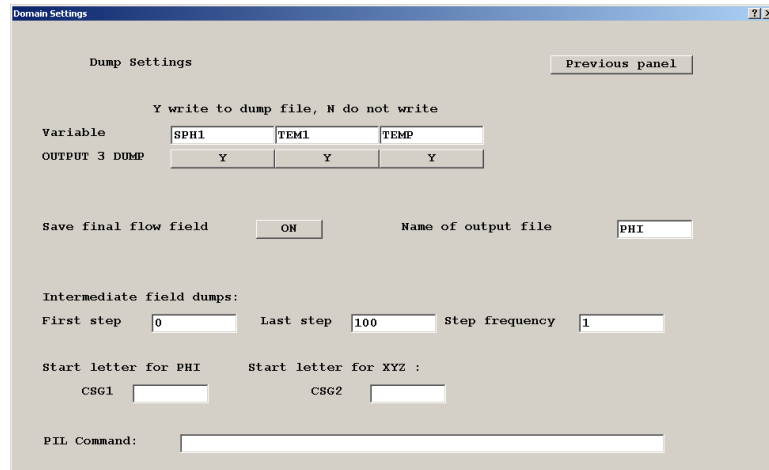 Domain Settings ? X
Dump Settings Previous panel
Y write to dump file, N do not write
Variable SPH1 TEM1 TEMP
OUTPUT 3 DUMP Y Y Y
Save final flow field ON Name of output file PHI
Intermediate field dumps:
First step 0 Last step 100 Step frequency 1
Start letter for PHI Start letter for XYZ :
CSG1 CSG2
PIL Command: